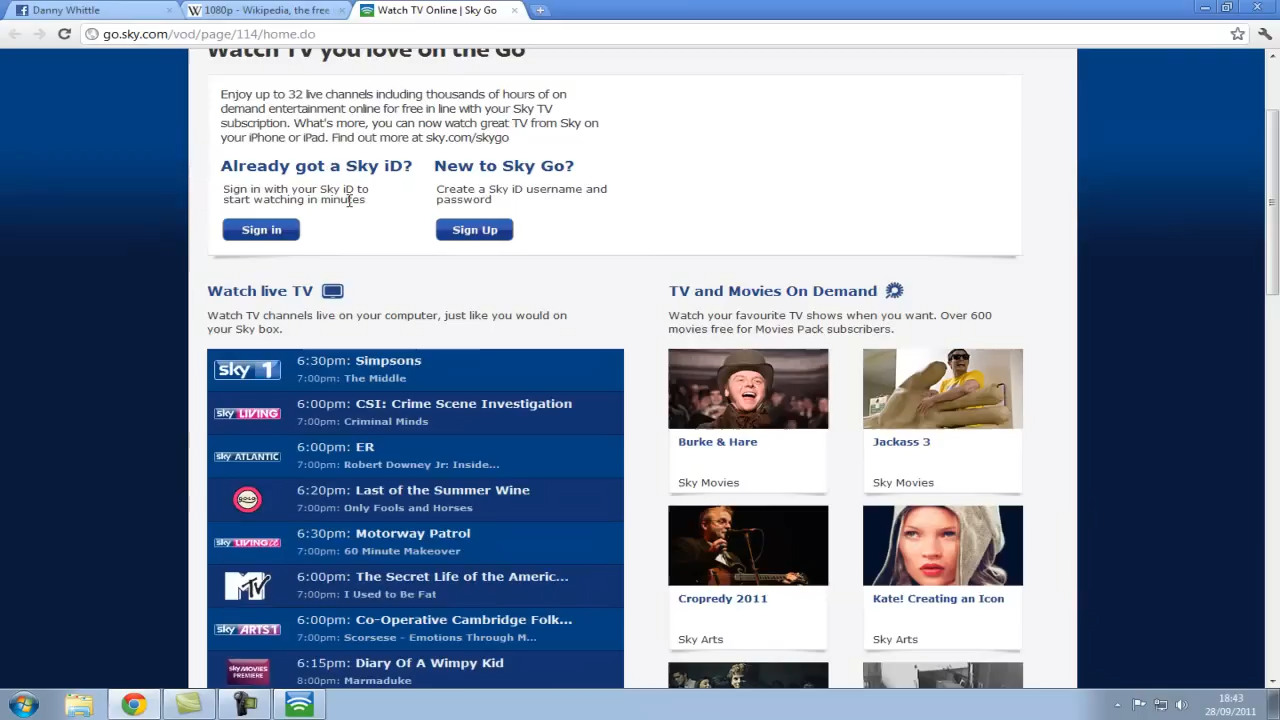 Danny Whittle
1080p - Wikipedia, the free
Watch TV Online | Sky Go
go.sky.com/vod/page/114/home.do
Watch TV you love on the Go
Enjoy up to 32 live channels including thousands of hours of on
demand entertainment online for free in line with your Sky TV
subscription. What's more, you can now watch great TV from Sky on
your iPhone or iPad. Find out more at sky.com/skygo
Already got a Sky iD?
Sign in with your Sky iD to
start watching in minutes
Sign in
New to Sky Go?
Create a Sky iD username and
password
Sign Up
Watch live TV
Watch TV channels live on your computer, just like you would on
your Sky box.
sky 1
6:30pm: Simpsons
7:00pm: The Middle
sky LIVING
6:00pm: CSI: Crime Scene Investigation
7:00pm: Criminal Minds
sky ATLANTIC
6:00pm: ER
7:00pm: Robert Downey Jr: Inside...
GOLD
6:20pm: Last of the Summer Wine
7:00pm: Only Fools and Horses
sky LIVING it
6:30pm: Motorway Patrol
7:00pm: 60 Minute Makeover
MTV
6:00pm: The Secret Life of the Americ...
7:00pm: I Used to Be Fat
sky ARTS 1
6:00pm: Co-Operative Cambridge Folk...
7:00pm: Scorsese - Emotions Through M...
sky MOVIES
PREMIERE
6:15pm: Diary Of A Wimpy Kid
8:00pm: Marmaduke
TV and Movies On Demand
Watch your favourite TV shows when you want. Over 600
movies free for Movies Pack subscribers.
Burke & Hare
Sky Movies
Jackass 3
Sky Movies
Cropredy 2011
Sky Arts
Kate! Creating an Icon
Sky Arts
18:43
28/09/2011